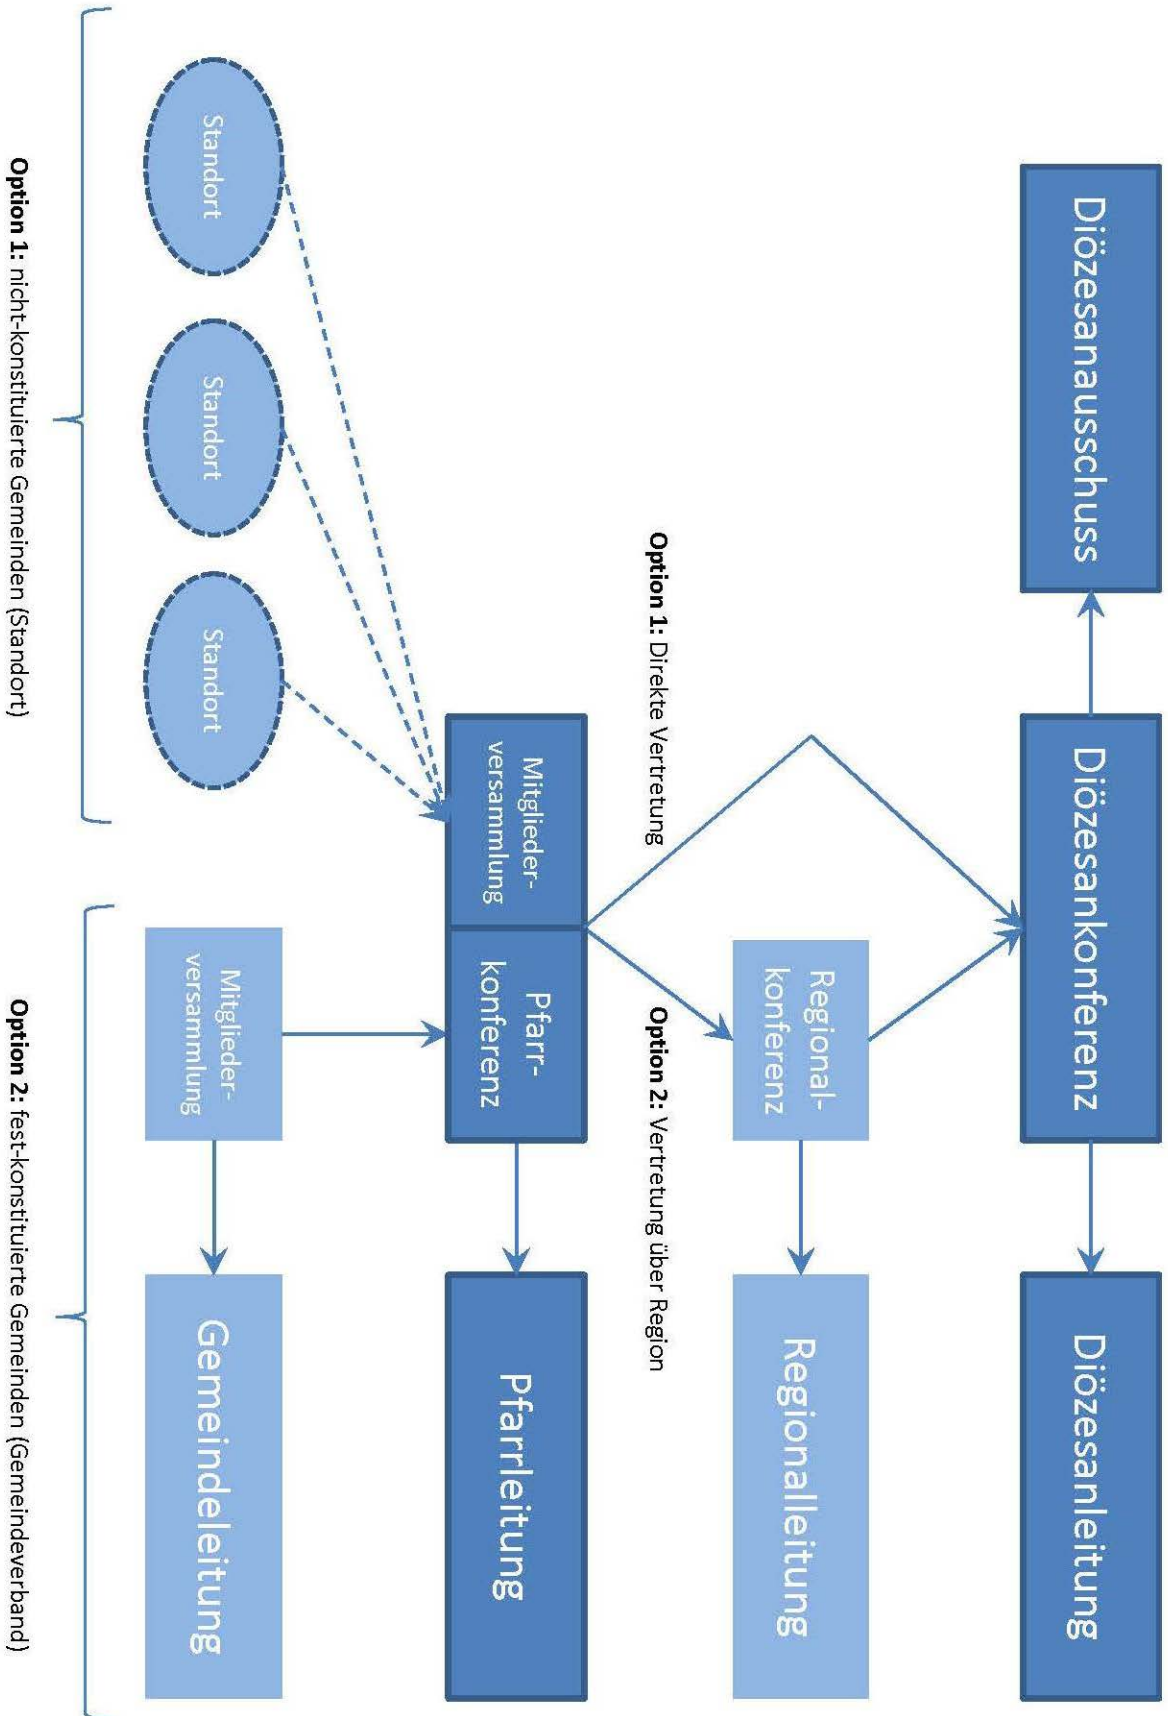 Diözesanausschuss
Diözesankonferenz
Diözesanleitung
Regional-
konferenz
Regionalleitung
Option 1: Direkte Vertretung
Option 2: Vertretung über Region
Mitglieder-
versammlung
Pfarr-
konferenz
Pfarrleitung
Standort
Standort
Standort
Mitglieder-
versammlung
Gemeindeleitung
Option 1: nicht-konstituierte Gemeinden (Standort)
Option 2: fest-konstituierte Gemeinden (Gemeindeverband)